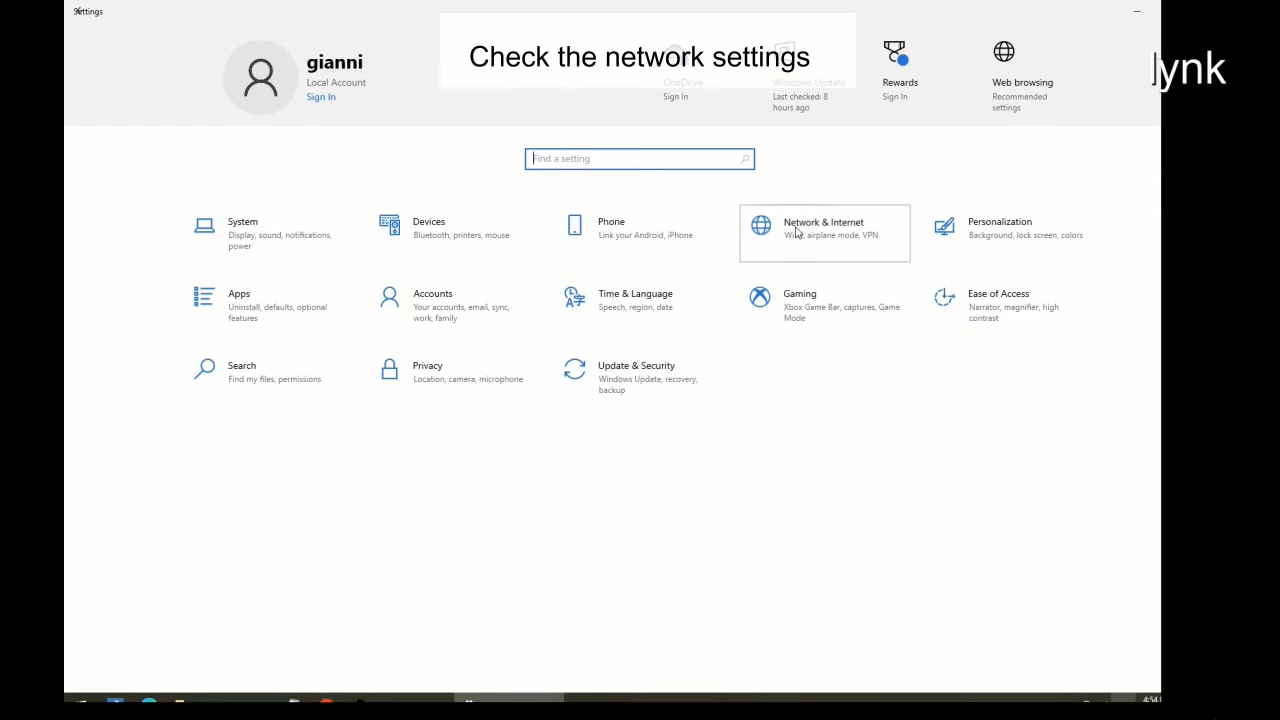 Settings
Check the network settings
lynk
gianni
Local Account
Sign In
OneDrive
Sign In
Windows Update
Last checked: 8
hours ago
Rewards
Sign In
Web browsing
Recommended
settings
Find a setting
System
Display, sound, notifications,
power
Devices
Bluetooth, printers, mouse
Phone
Link your Android, iPhone
Network & Internet
airplane mode, VPN
Personalization
Background, lock screen, colors
Apps
Uninstall, defaults, optional
features
Accounts
Your accounts, email, sync,
work, family
Time & Language
Speech, region, date
Gaming
Xbox Game Bar, captures, Game
Mode
Ease of Access
Narrator, magnifier, high
contrast
Search
Find my files, permissions
Privacy
Location, camera, microphone
Update & Security
Windows Update, recovery,
backup
4:54